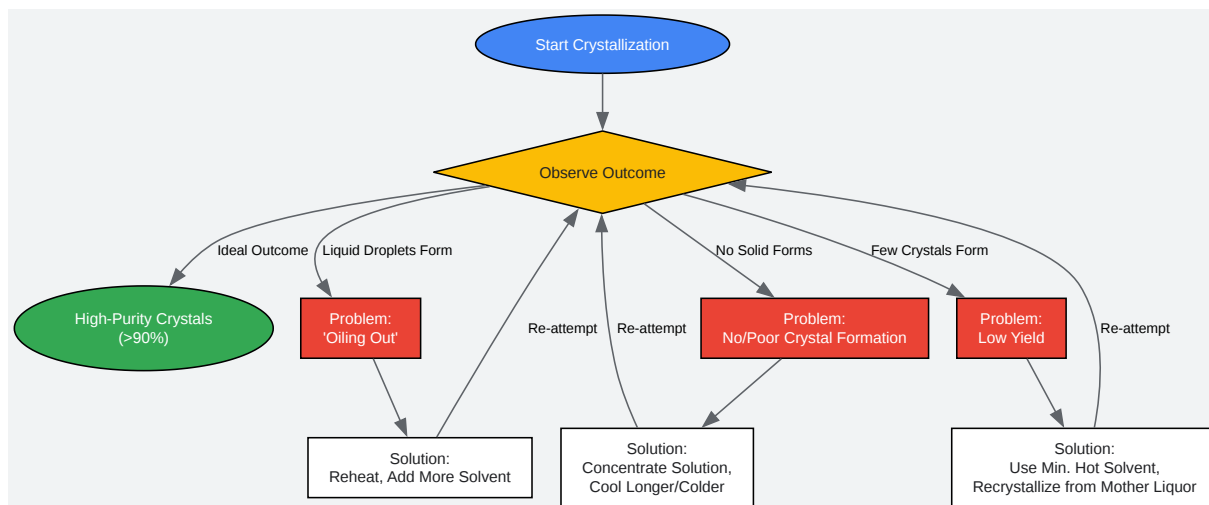 Start Crystallization
Observe Outcome
Ideal Outcome
Liquid Droplets Form
No Solid Forms
Few Crystals Form
High-Purity Crystals
(>90%)
Problem:
'Oiling Out'
Re-attempt
Re-attempt
Problem:
No/Poor Crystal Formation
Problem:
Low Yield
Re-attempt
Solution:
Reheat, Add More Solvent
Solution:
Concentrate Solution,
Cool Longer/Colder
Solution:
Use Min. Hot Solvent,
Recrystallize from Mother Liquor